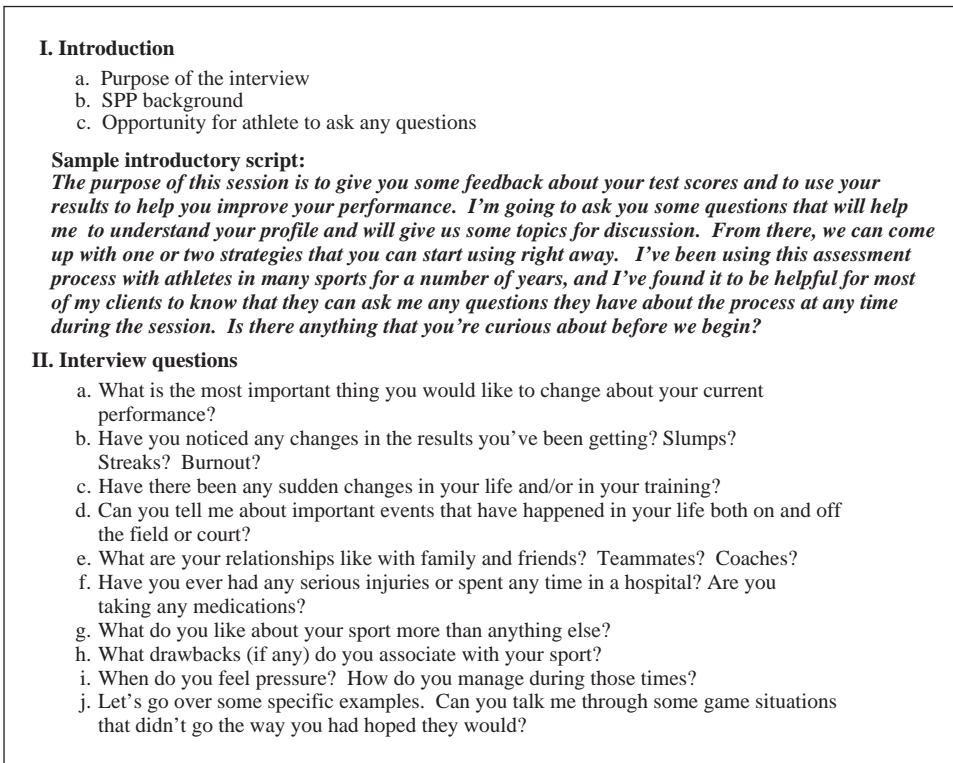 I. Introduction
a. Purpose of the interview
b. SPP background
c. Opportunity for athlete to ask any questions
Sample introductory script:
The purpose of this session is to give you some feedback about your test scores and to use your
results to help you improve your performance. I'm going to ask you some questions that will help
me to understand your profile and will give us some topics for discussion. From there, we can come
up with one or two strategies that you can start using right away. I've been using this assessment
process with athletes in many sports for a number of years, and I've found it to be helpful for most
of my clients to know that they can ask me any questions they have about the process at any time
during the session. Is there anything that you're curious about before we begin?
II. Interview questions
a. What is the most important thing you would like to change about your current
performance?
b. Have you noticed any changes in the results you've been getting? Slumps?
Streaks? Burnout?
c. Have there been any sudden changes in your life and/or in your training?
d. Can you tell me about important events that have happened in your life both on and off
the field or court?
e. What are your relationships like with family and friends? Teammates? Coaches?
f. Have you ever had any serious injuries or spent any time in a hospital? Are you
taking any medications?
g. What do you like about your sport more than anything else?
h. What drawbacks (if any) do you associate with your sport?
i. When do you feel pressure? How do you manage during those times?
j. Let's go over some specific examples. Can you talk me through some game situations
that didn't go the way you had hoped they would?